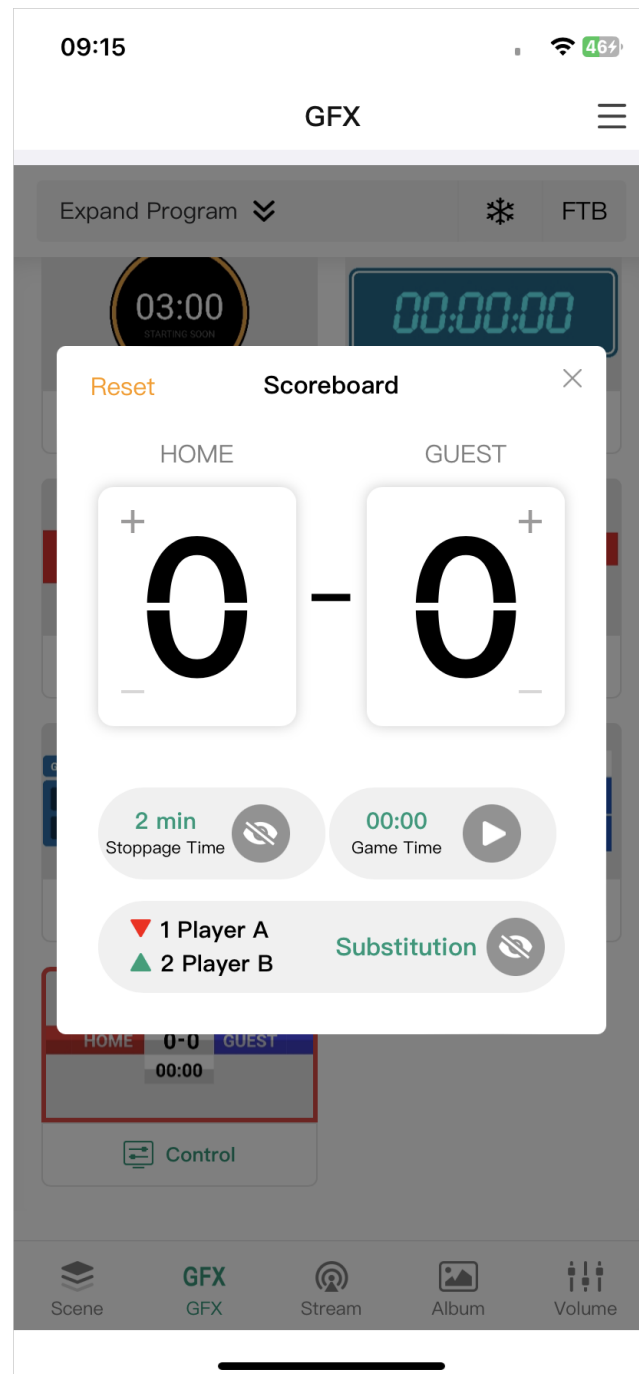 09:15
46
GFX
Expand Program
FTB
03:00
STARTING SOON
00:00:00
Reset
Scoreboard
HOME
GUEST
0 - 0
2 min
Stoppage Time
00:00
Game Time
1 Player A
2 Player B
Substitution
HOME 0-0 GUEST
00:00
Control
GFX
Scene
GFX
Stream
Album
Volume